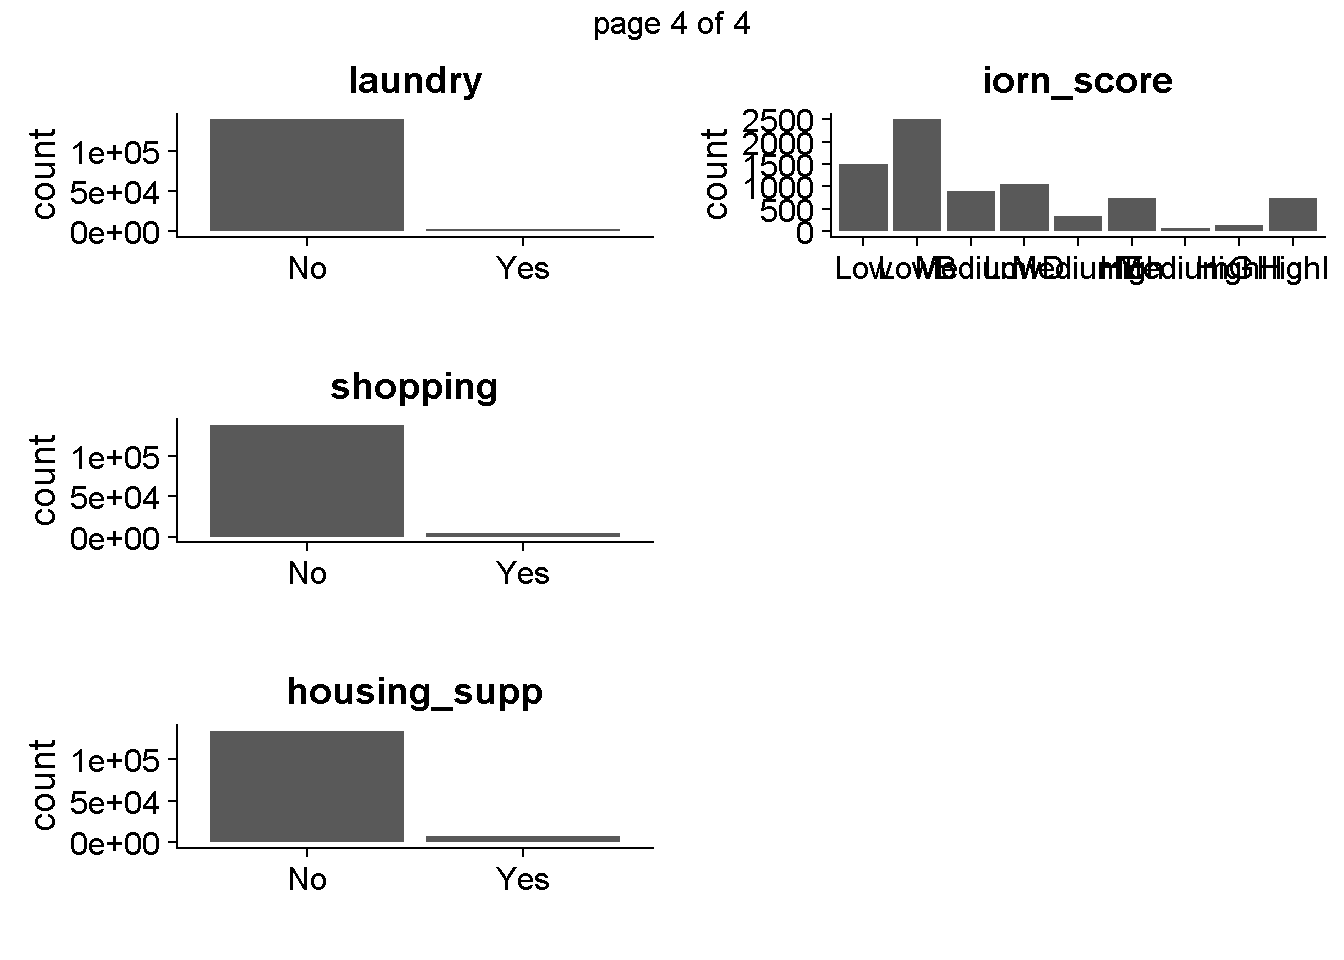 page 4 of 4
laundry
count
1e+05
5e+04
0e+00
No Yes
iorn_score
count
2500
2000
1500
1000
500
0
shopping
count
1e+05
5e+04
0e+00
No Yes
housing_supp
count
1e+05
5e+04
0e+00
No Yes